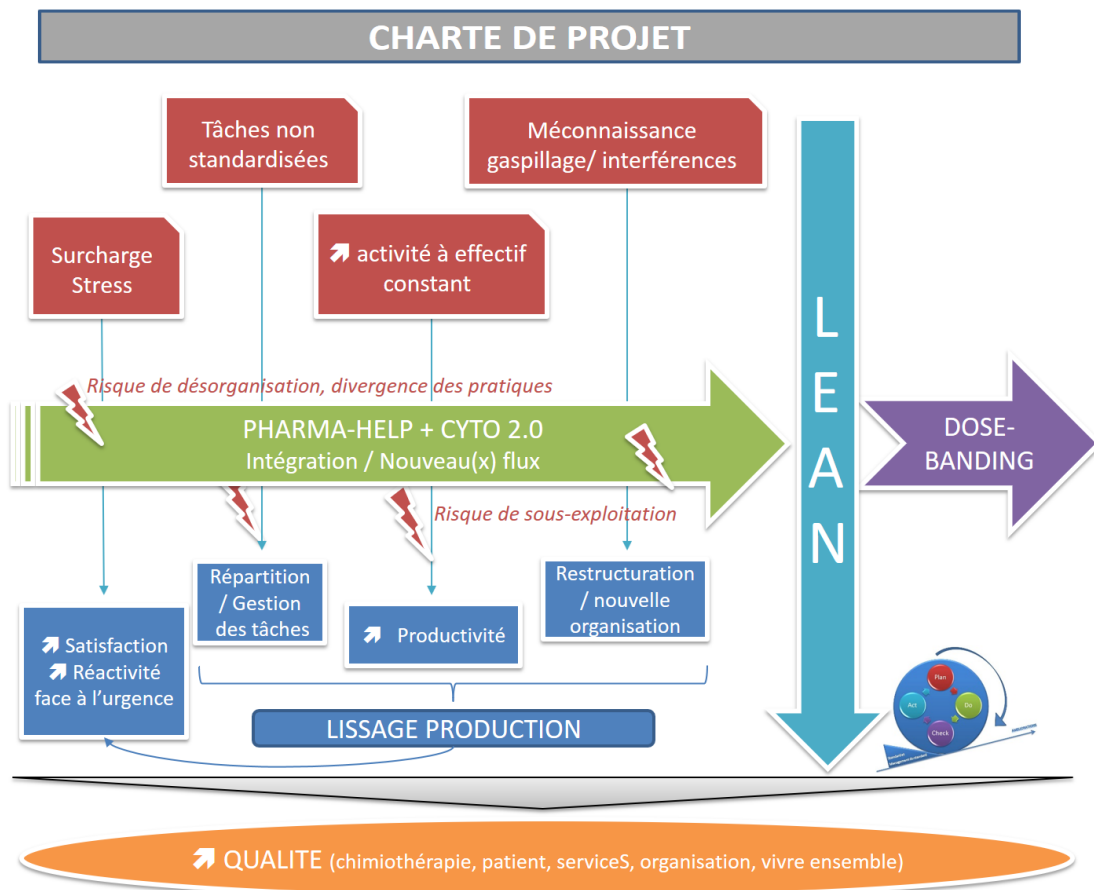 CHARTE DE PROJET
Tâches non
standardisées
Méconnaissance
gaspillage/ interférences
Surcharge
Stress
activité à effectif
constant
Risque de désorganisation, divergence des pratiques
PHARMA-HELP + CYTO 2.0
Intégration / Nouveau(x) flux
Risque de sous-exploitation
L
E
A
N
DOSE-
BANDING
Répartition
/ Gestion
des tâches
Productivité
Restructuration
/ nouvelle
organisation
Satisfaction
Réactivité
face à l'urgence
LISSAGE PRODUCTION
Plan
Act
Do
Check
QUALITE (chimiothérapie, patient, serviceS, organisation, vivre ensemble)